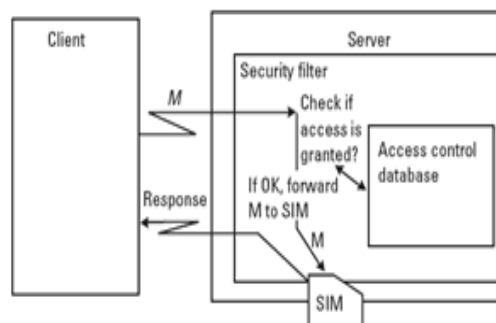 Client
Server
Security filter
M
Check if
access is
granted?
Access control
database
If OK, forward
M to SIM
Response
M
SIM